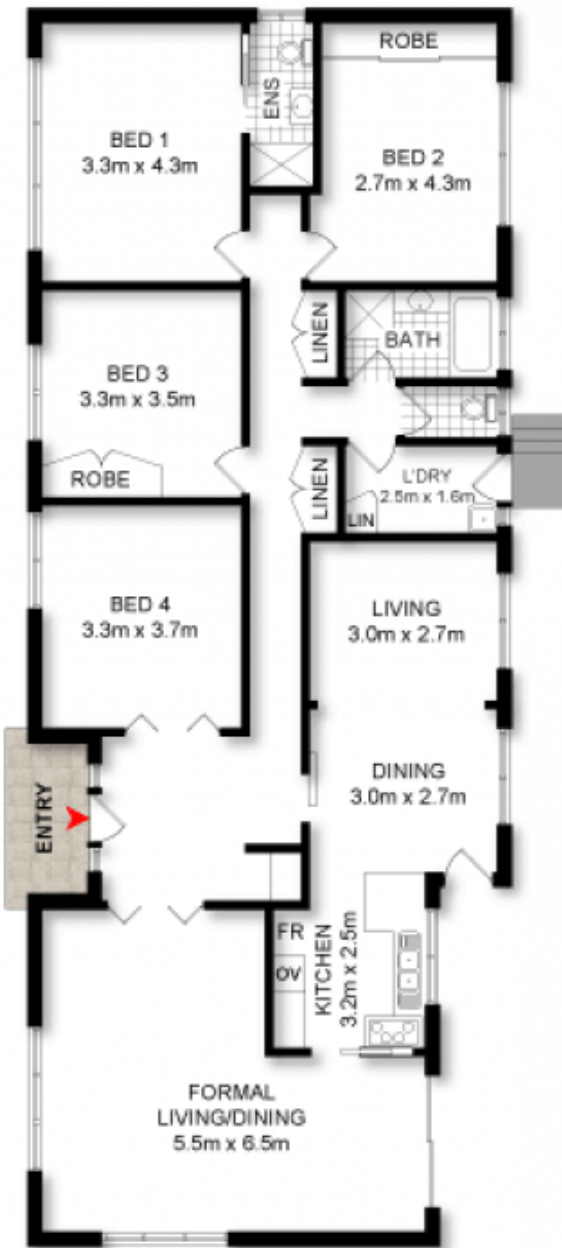 ROBE
ENS
BED 1
3.3m x 4.3m
BED 2
2.7m x 4.3m
LINEN
BATH
BED 3
3.3m x 3.5m
ROBE
LINEN
L'DRY
2.5m x 1.6m
LIN
BED 4
3.3m x 3.7m
LIVING
3.0m x 2.7m
DINING
3.0m x 2.7m
ENTRY
FR
OV
KITCHEN
3.2m x 2.5m
FORMAL
LIVING/DINING
5.5m x 6.5m